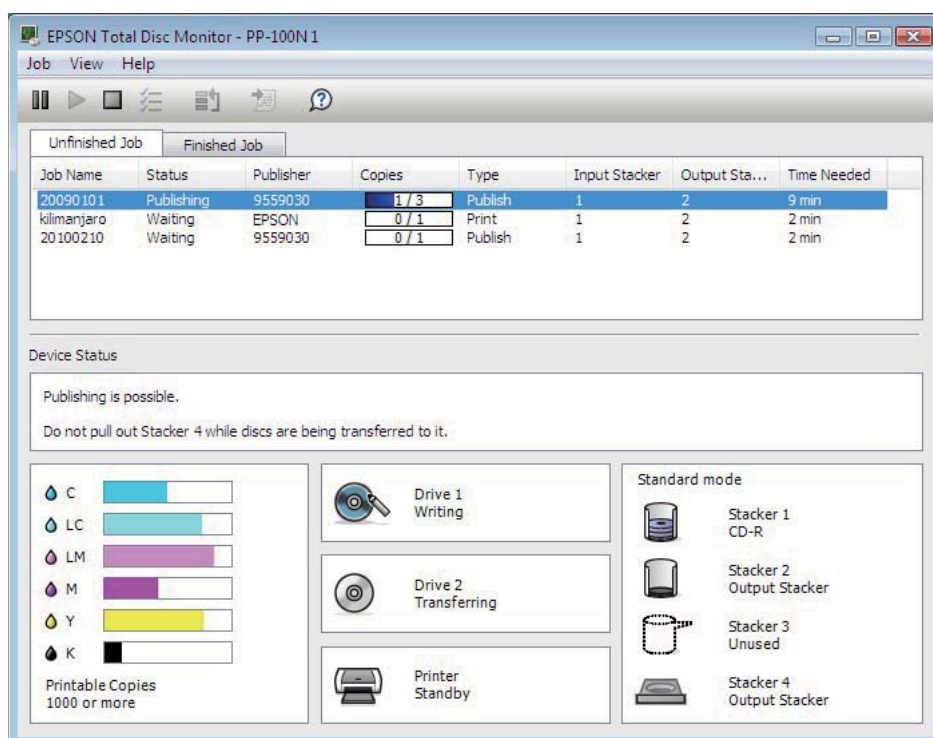 EPSON Total Disc Monitor - PP-100N 1
Job View Help
Unfinished Job Finished Job
Job Name Status Publisher Copies Type Input Stacker Output Sta... Time Needed
20090101 Publishing 9559030 1 / 3 Publish 1 2 9 min
kilimanjaro Waiting EPSON 0 / 1 Print 1 2 2 min
20100210 Waiting 9559030 0 / 1 Publish 1 2 2 min
Device Status
Publishing is possible.
Do not pull out Stacker 4 while discs are being transferred to it.
C
LC
LM
M
Y
K
Printable Copies
1000 or more
Drive 1
Writing
Drive 2
Transferring
Printer
Standby
Standard mode
Stacker 1
CD-R
Stacker 2
Output Stacker
Stacker 3
Unused
Stacker 4
Output Stacker